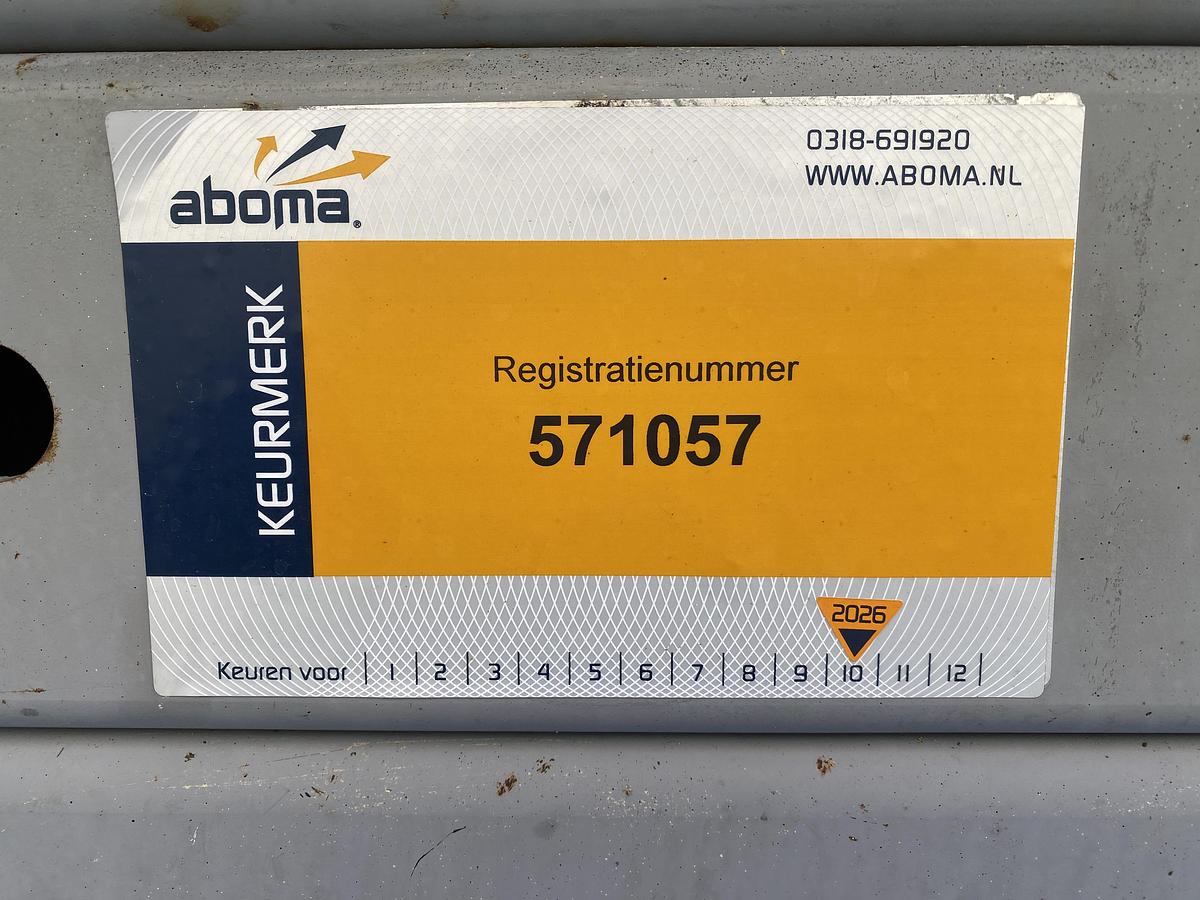 aboma®
0318-691920
WWW.ABOMA.NL
KEURMERK
Registratienummer
571057
2026
Keuren voor | 1 | 2 | 3 | 4 | 5 | 6 | 7 | 8 | 9 | 10 | 11 | 12 |